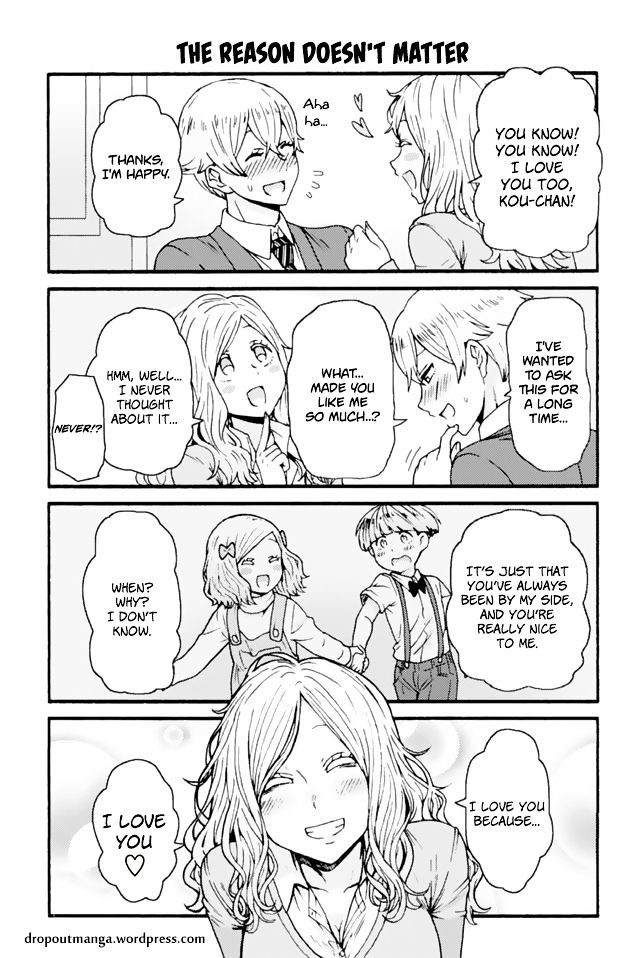 THE REASON DOESN'T MATTER
YOU KNOW!
YOU KNOW!
I LOVE
YOU TOO,
KOU-CHAN!
Aha
ha...
THANKS,
I'M HAPPY.
I'VE
WANTED
TO ASK
THIS FOR A
LONG
TIME...
WHAT...
MADE YOU
LIKE ME
SO MUCH..?
HMM, WELL...
I NEVER
THOUGHT
ABOUT IT...
NEVER!?
IT'S JUST THAT
YOU'VE ALWAYS
BEEN BY MY SIDE,
AND YOU'RE
REALLY NICE
TO ME.
WHEN?
WHY?
I DON'T
KNOW.
I LOVE YOU
BECAUSE...
I LOVE
YOU
♡
dropoutmanga.wordpress.com